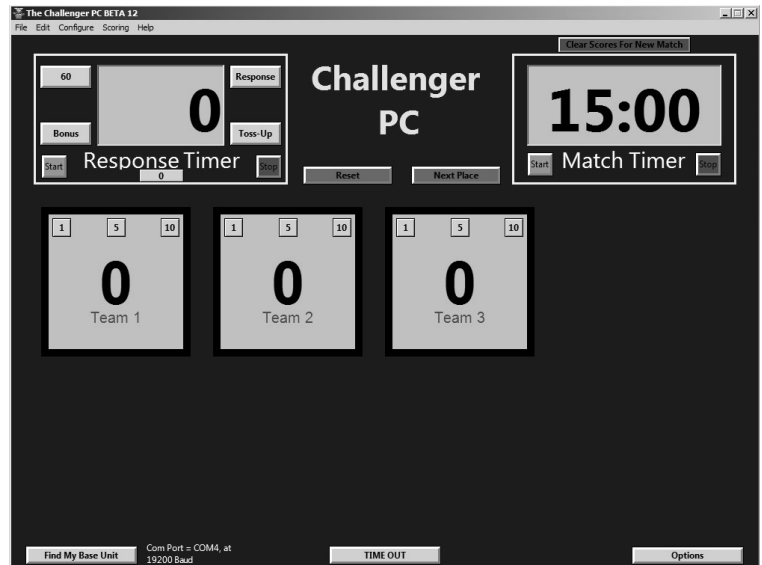 The Challenger PC BETA 12
File Edit Configure Scoring Help
Clear Scores For New Match
60
Response
0
Bonus
Toss-Up
Start
Response Timer
Stop
0
Challenger
PC
Reset
Next Place
15:00
Start
Match Timer
Stop
1 5 10
0
Team 1
1 5 10
0
Team 2
1 5 10
0
Team 3
Find My Base Unit
Com Port = COM4, at
19200 Baud
TIME OUT
Options